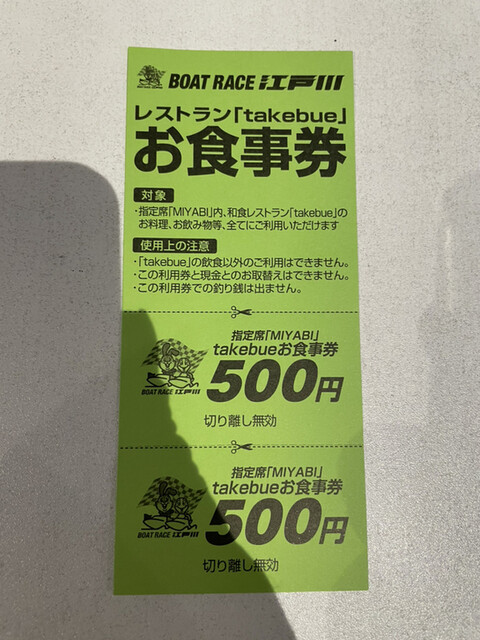 BOAT RACE 江戸川
レストラン「takebue」
お食事券
対象
・指定席「MIYABI」内、和食レストラン「takebue」の
お料理、お飲み物等、全てにご利用いただけます
使用上の注意
・「takebue」の飲食以外のご利用はできません。
・この利用券と現金とのお取替えはできません。
・この利用券での釣り銭は出ません。
指定席「MIYABI」
takebueお食事券
500円
BOAT RACE 江戸川
切り離し無効
指定席「MIYABI」
takebueお食事券
500円
BOAT RACE 江戸川
切り離し無効